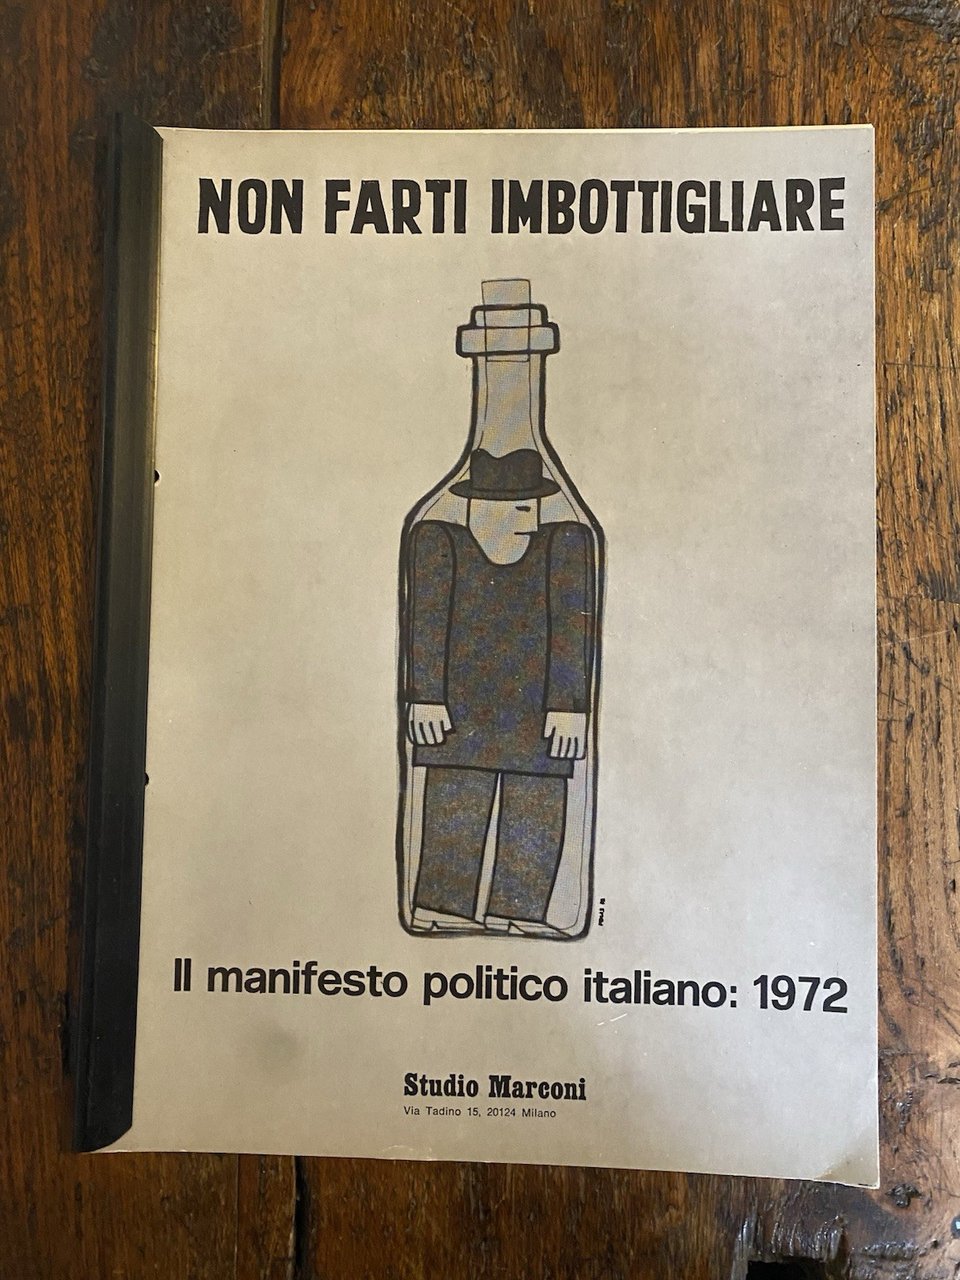 NON FARTI IMBOTTIGLIARE
Il manifesto politico italiano: 1972
Studio Marconi
Via Tadino 15, 20124 Milano